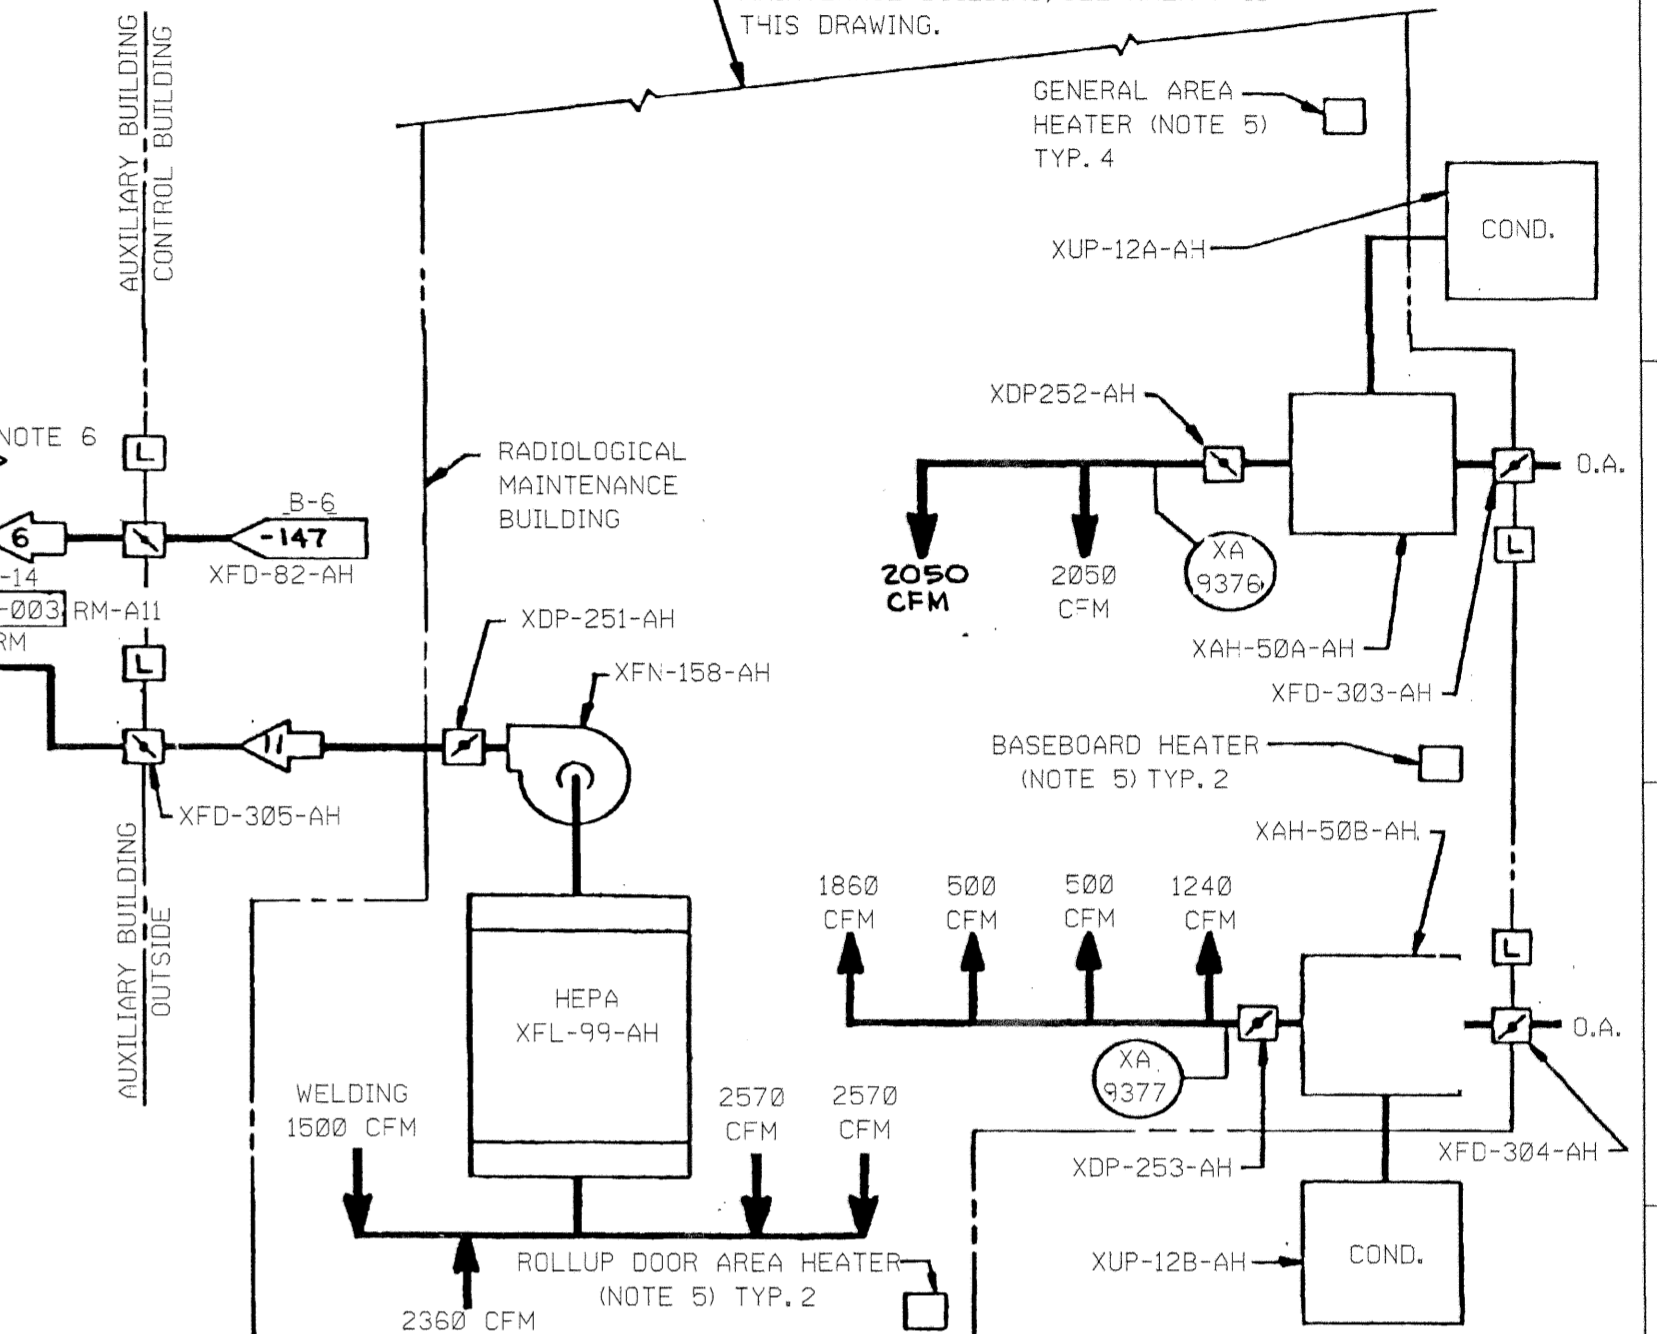 THIS DRAWING.
AUXILIARY BUILDING
CONTROL BUILDING
GENERAL AREA
HEATER (NOTE 5)
TYP. 4
XUP-12A-AH
COND.
XDP252-AH
NOTE 6
L
RADIOLOGICAL
MAINTENANCE
BUILDING
O.A.
B-6
6
-147
XFD-82-AH
L
XA
9376
2050
CFM
2050
CFM
-14
-003
RM-A11
RM
L
XDP-251-AH
XAH-50A-AH
XFN-158-AH
XFD-303-AH
11
BASEBOARD HEATER
(NOTE 5) TYP. 2
XFD-305-AH
XAH-50B-AH
AUXILIARY BUILDING
OUTSIDE
1860
CFM
500
CFM
500
CFM
1240
CFM
L
HEPA
XFL-99-AH
O.A.
XA
9377
WELDING
1500 CFM
2570
CFM
2570
CFM
XDP-253-AH
XFD-304-AH
ROLLUP DOOR AREA HEATER
(NOTE 5) TYP. 2
XUP-12B-AH
COND.
2360 CFM